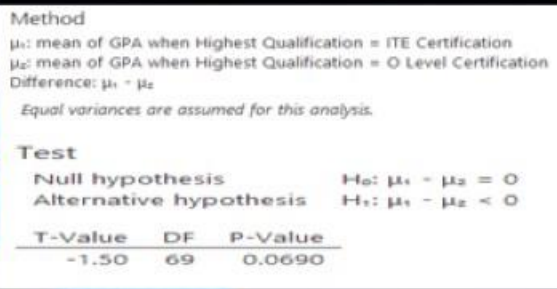 Method
μ₁: mean of GPA when Highest Qualification = ITE Certification
μ₂: mean of GPA when Highest Qualification = O Level Certification
Difference: μ₁ - μ₂
Equal variances are assumed for this analysis.
Test
Null hypothesis H₀: μ₁ - μ₂ = 0
Alternative hypothesis H₁: μ₁ - μ₂ < 0
T-Value DF P-Value
-1.50 69 0.0690